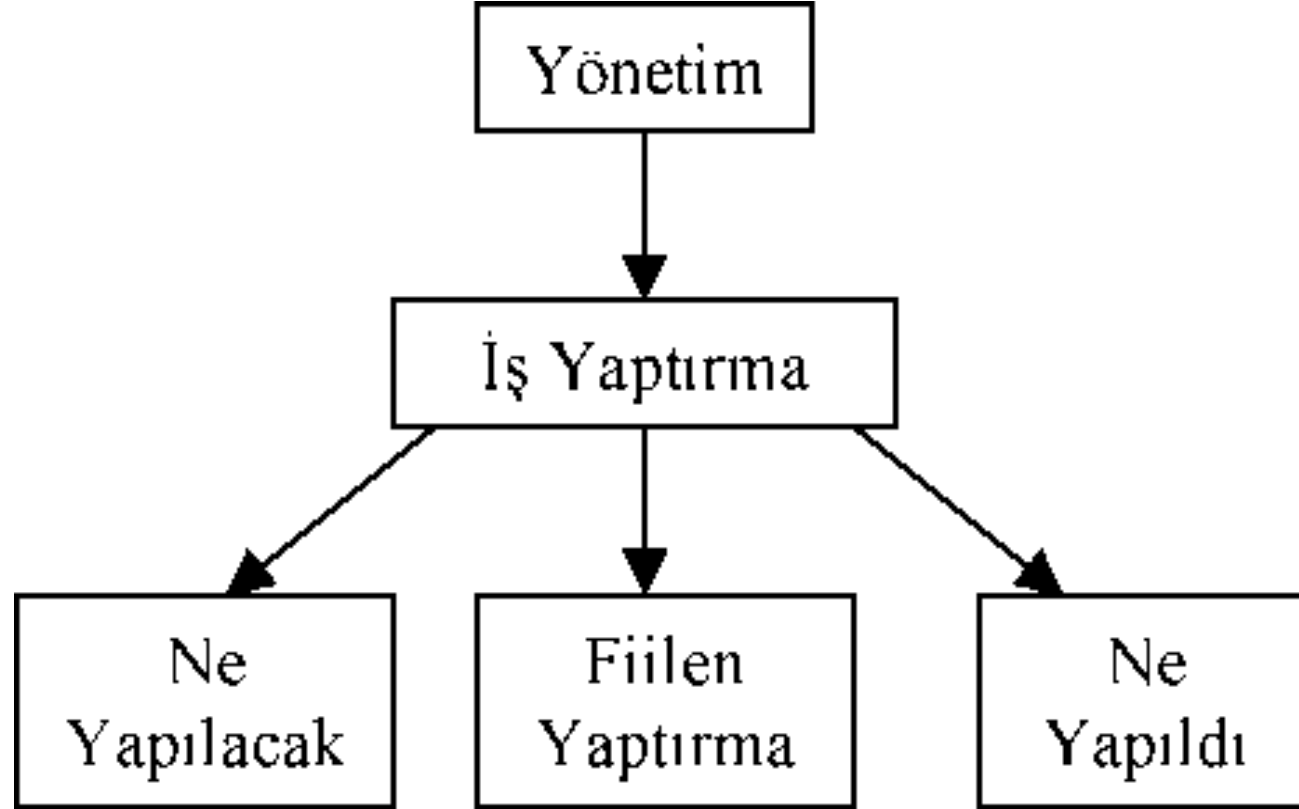 Yönetim
İş Yaptırma
Ne
Yapılacak
Fiilen
Yaptırma
Ne
Yapıldı